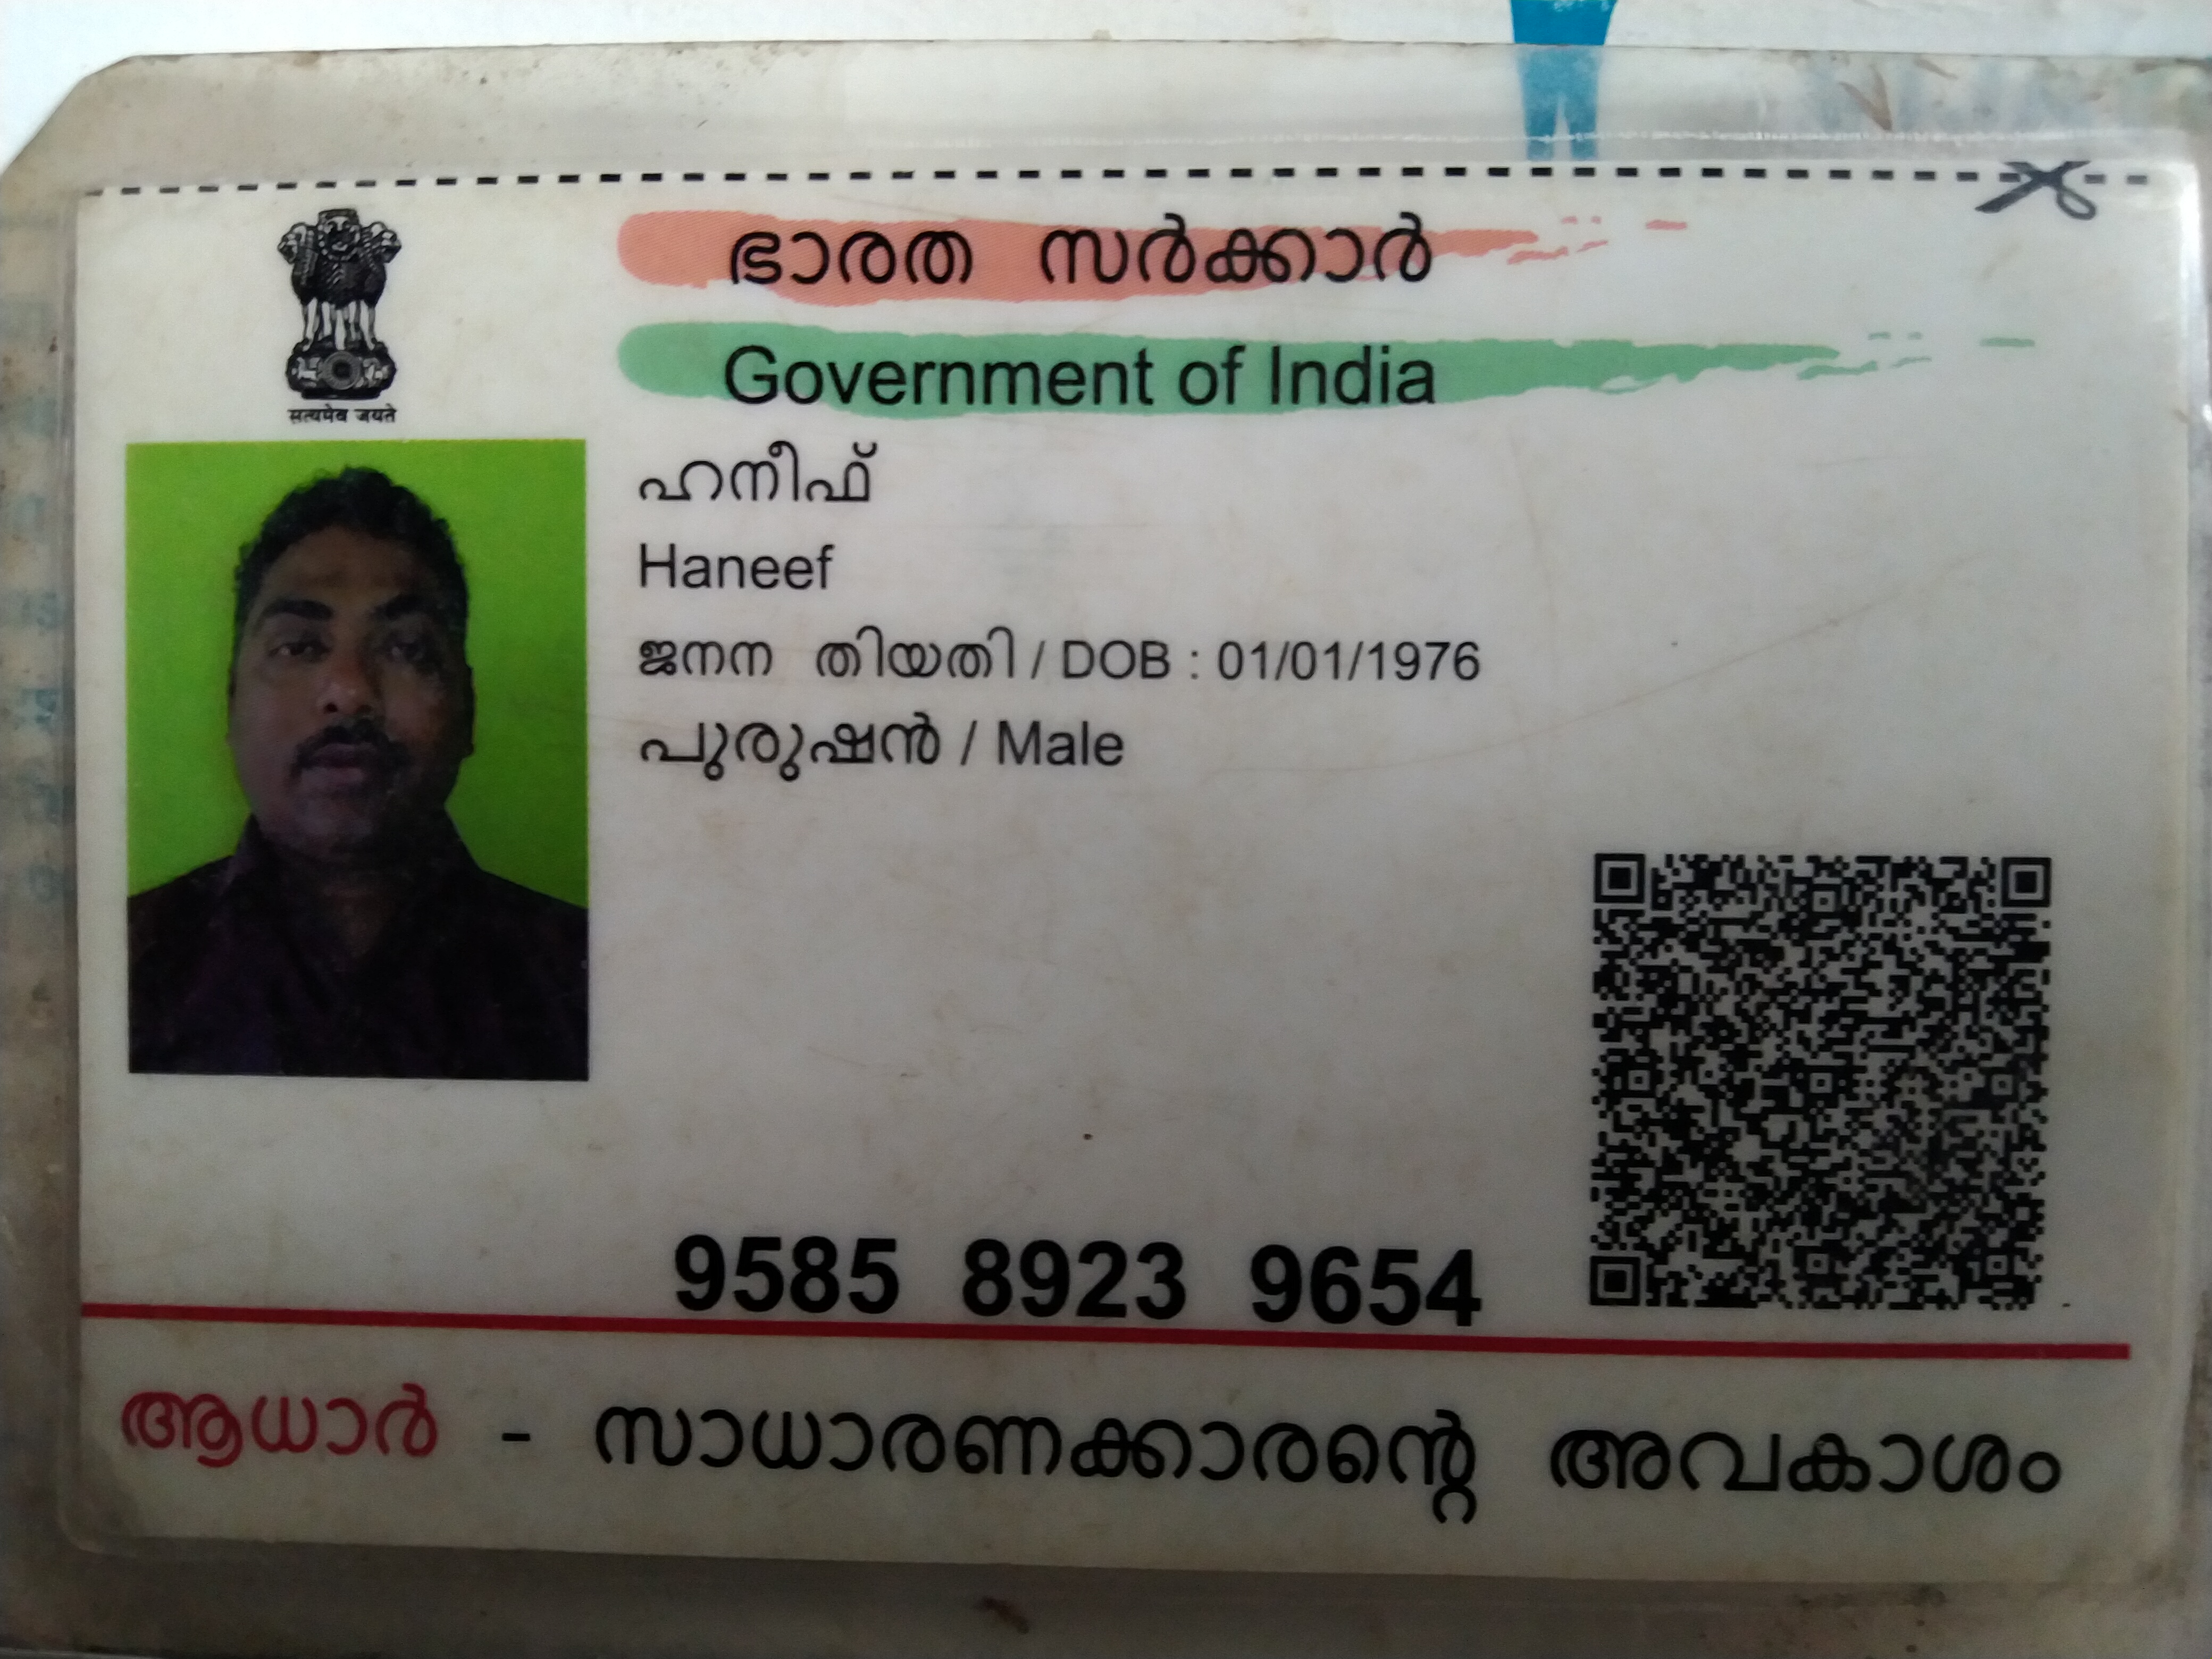 ഭാരത സർക്കാർ
Government of India
सत्यमेव जयते
ഹനീഫ്
Haneef
ജനന തിയതി / DOB : 01/01/1976
പുരുഷൻ / Male
9585 8923 9654
ആധാർ - സാധാരണക്കാരന്റെ അവകാശം